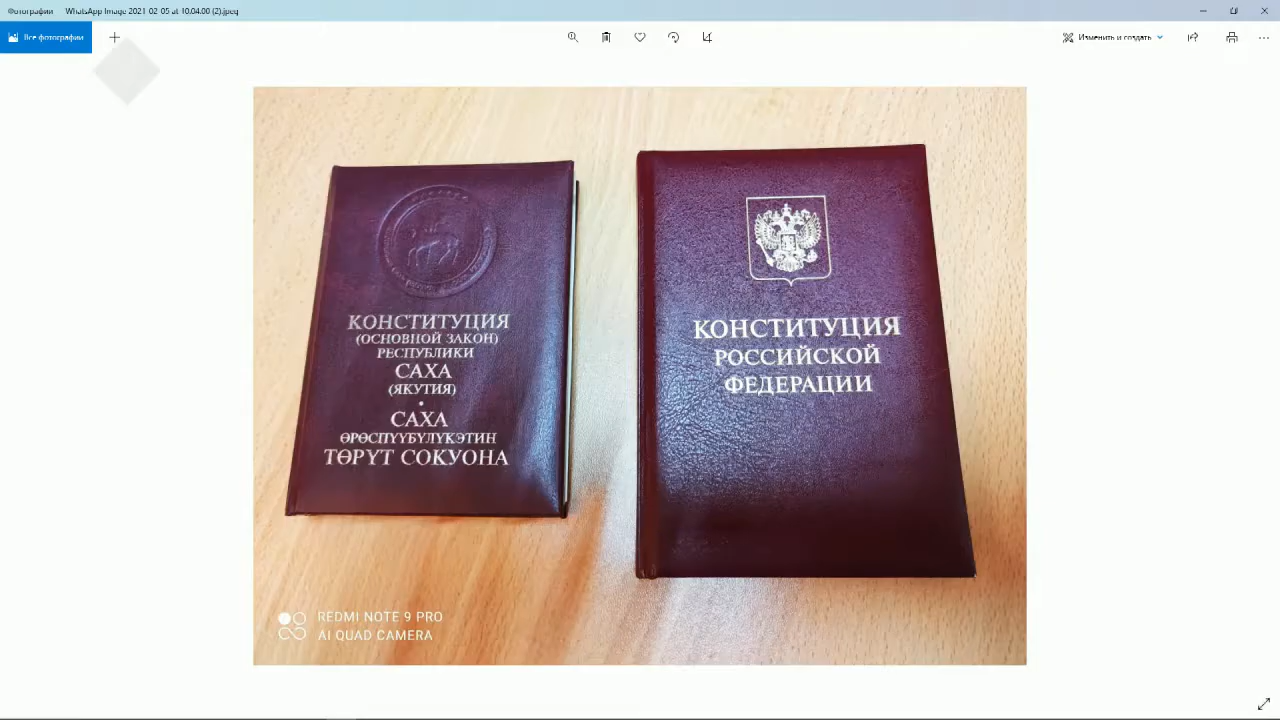 Фотографии WhatsApp Image 2021-02-05 at 10.04.00 (2).jpeg
Все фотографии
Изменить и создать
КОНСТИТУЦИЯ
(ОСНОВНОЙ ЗАКОН)
РЕСПУБЛИКИ
САХА
(ЯКУТИЯ)
•
САХА
ӨРӨСПҮҮБҮЛҮКЭТИН
ТӨРҮТ СОКУОНА
КОНСТИТУЦИЯ
РОССИЙСКОЙ
ФЕДЕРАЦИИ
REDMI NOTE 9 PRO
AI QUAD CAMERA